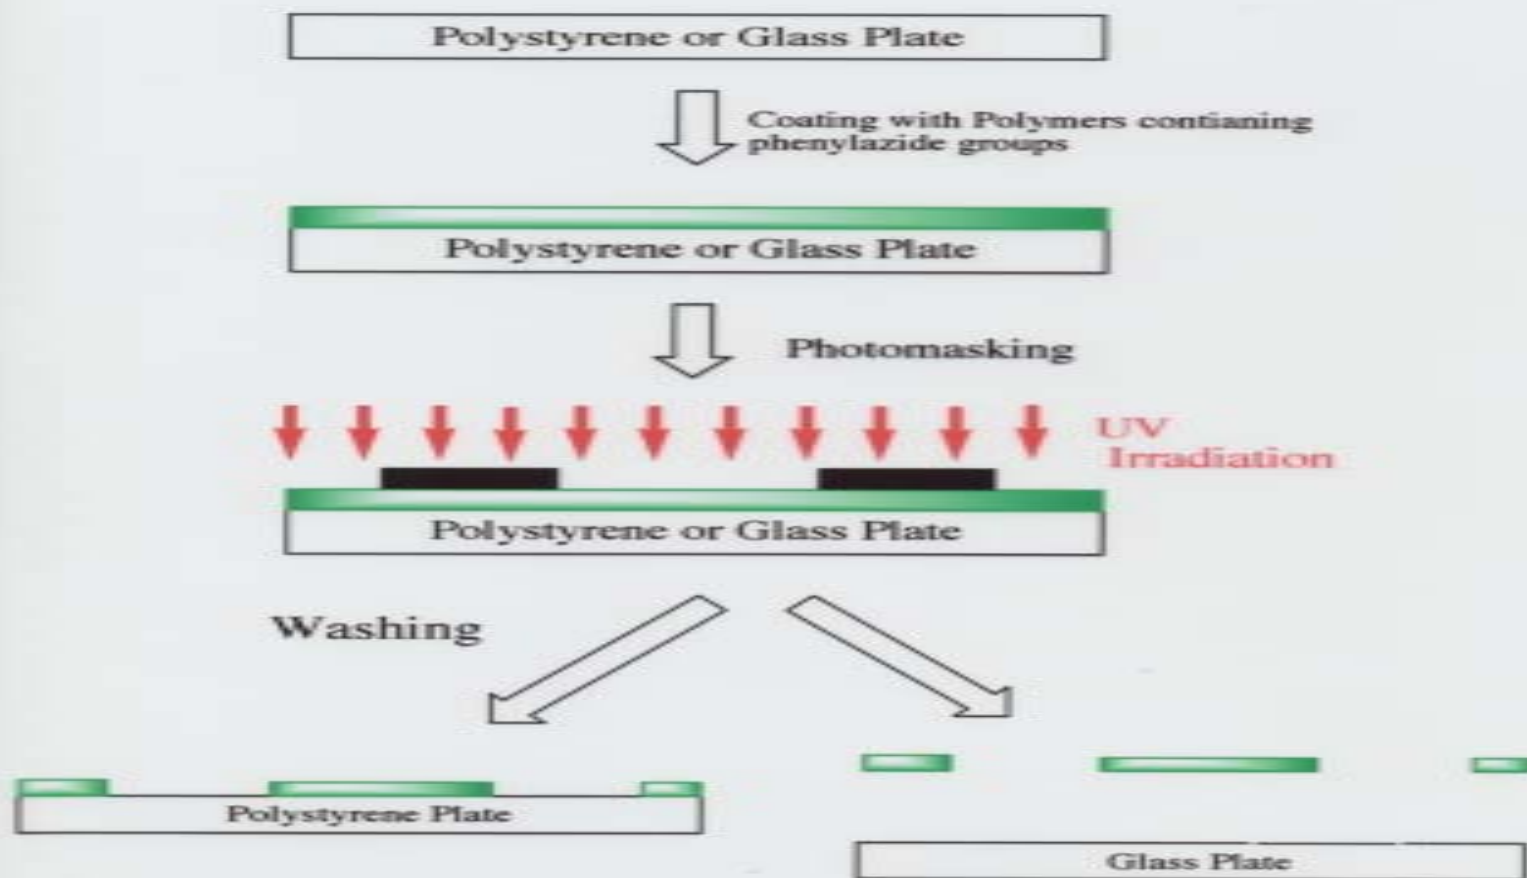 Polystyrene or Glass Plate
Coating with Polymers contianing
phenylazide groups
Polystyrene or Glass Plate
Photomasking
UV
Irradiation
Polystyrene or Glass Plate
Washing
Polystyrene Plate
Glass Plate